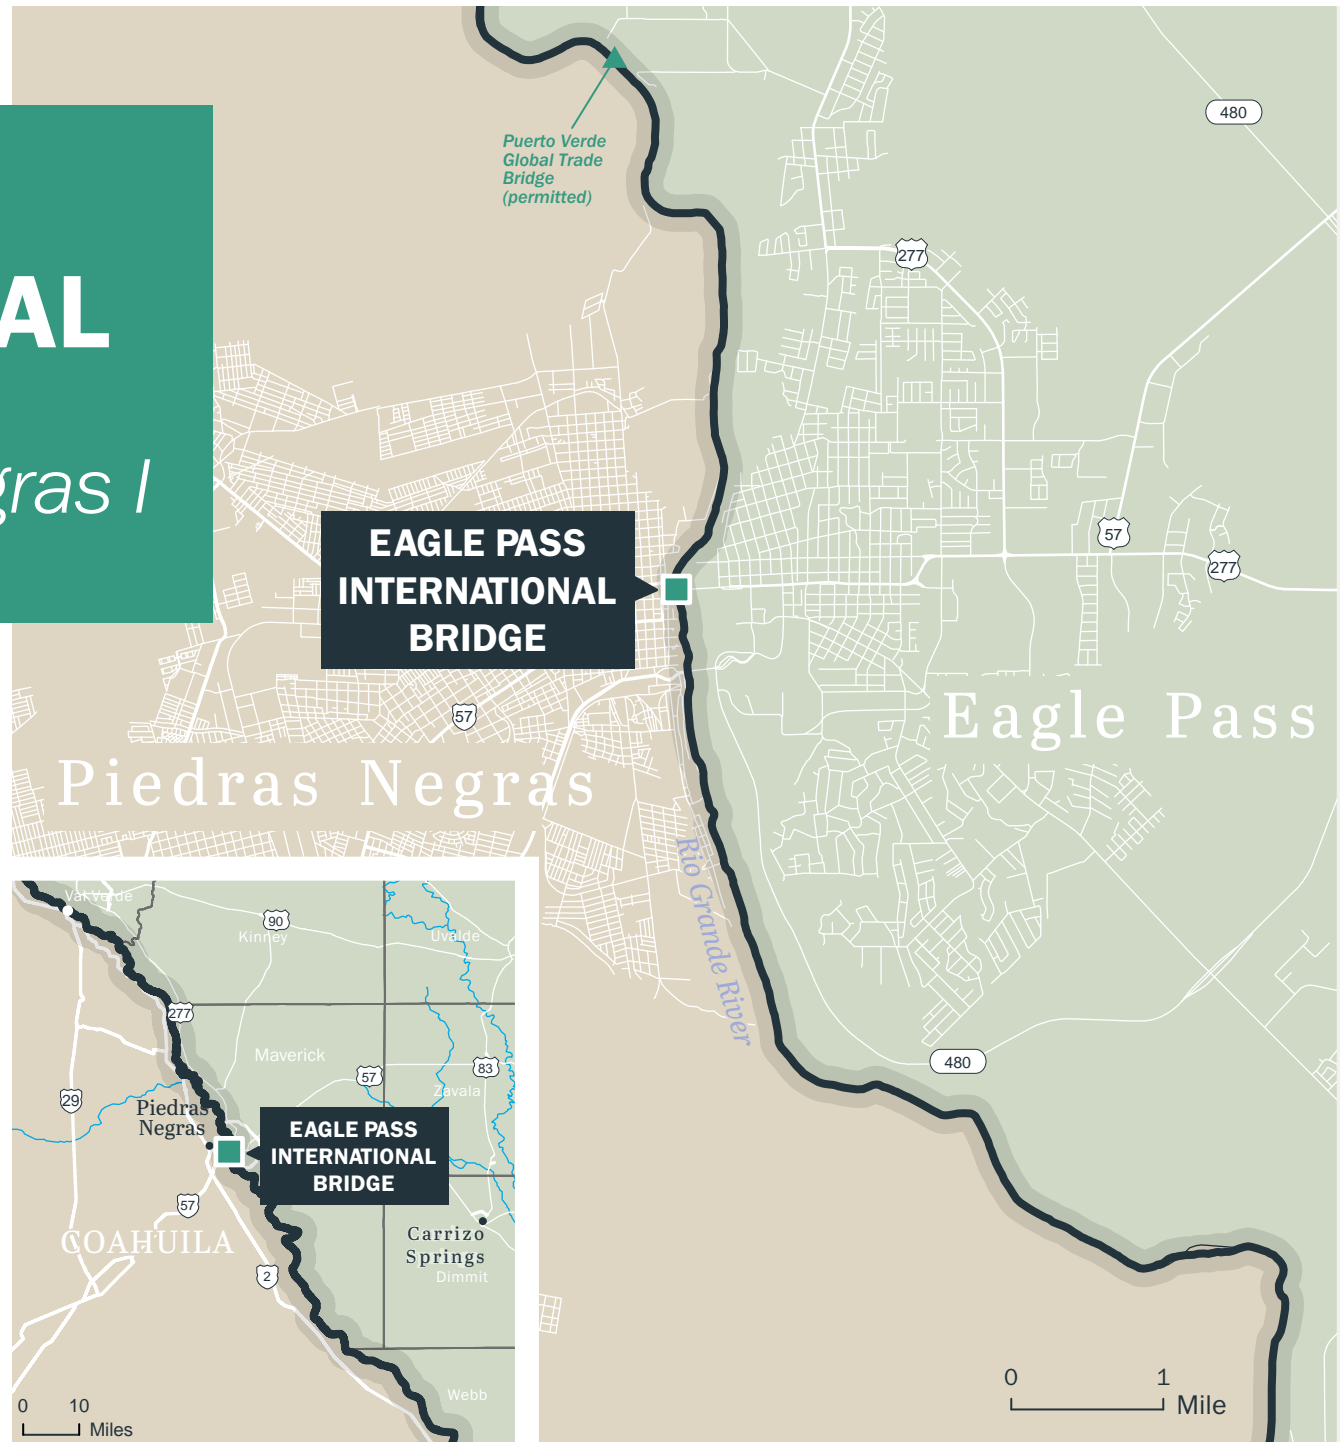 AL
gras I
Puerto Verde
Global Trade
Bridge
(permitted)
480
277
EAGLE PASS
INTERNATIONAL
BRIDGE
57
277
57
Eagle Pass
Piedras Negras
Rio Grande River
480
0 1
Mile
Val Verde
90
Kinney
Uvalde
277
Maverick
57
83
Zavala
29
Piedras
Negras
EAGLE PASS
INTERNATIONAL
BRIDGE
57
COAHUILA
Carrizo
Springs
Dimmit
2
Webb
0 10
Miles